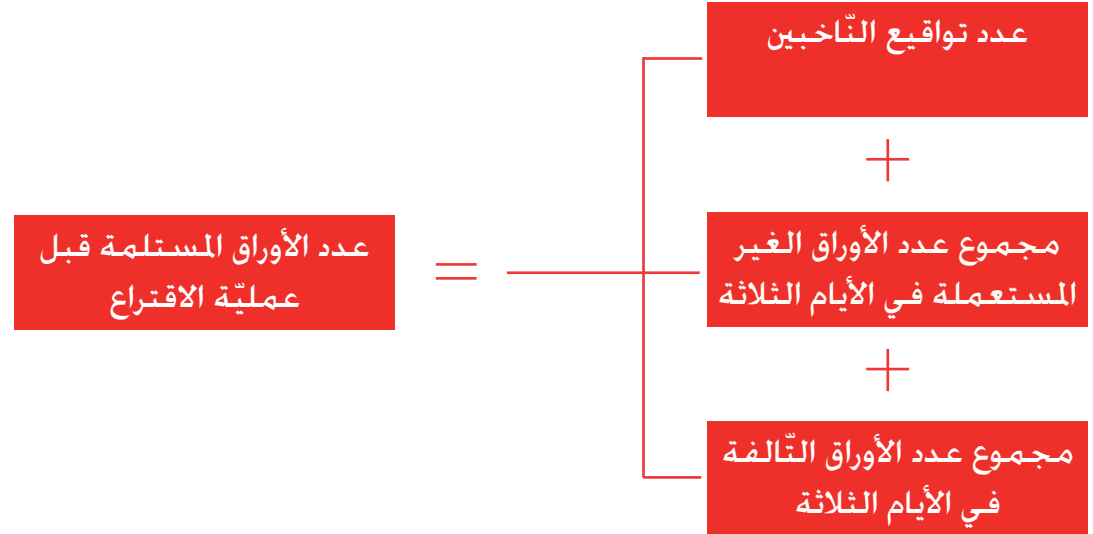 عدد تواقيع النّاخبين
+
مجموع عدد الأوراق الغير
المستعملة في الأيام الثلاثة
+
مجموع عدد الأوراق التّالفة
في الأيام الثلاثة
=
عدد الأوراق المستلمة قبل
عمليّة الاقتراع